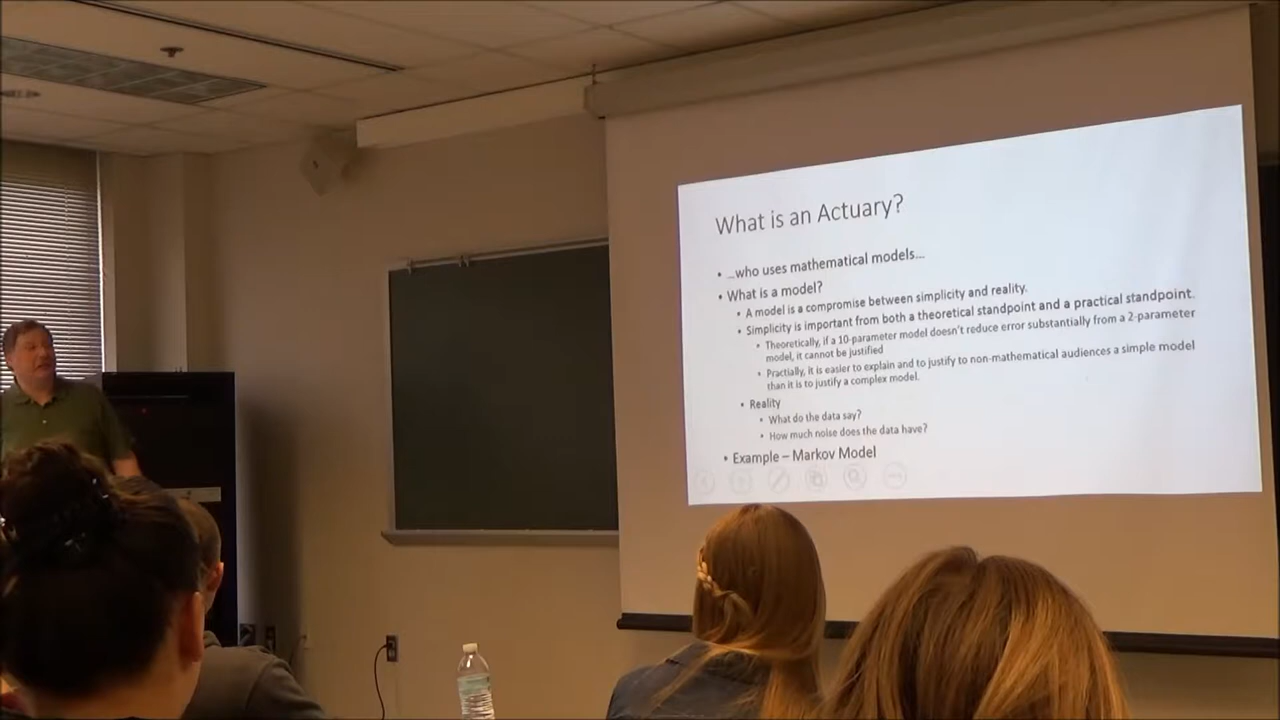 What is an Actuary?
• ...who uses mathematical models...
• What is a model?
• A model is a compromise between simplicity and reality.
• Simplicity is important from both a theoretical standpoint and a practical standpoint.
• Theoretically, if a 10-parameter model doesn't reduce error substantially from a 2-parameter
model, it cannot be justified
• Practially, it is easier to explain and to justify to non-mathematical audiences a simple model
than it is to justify a complex model.
• Reality
• What do the data say?
• How much noise does the data have?
• Example – Markov Model